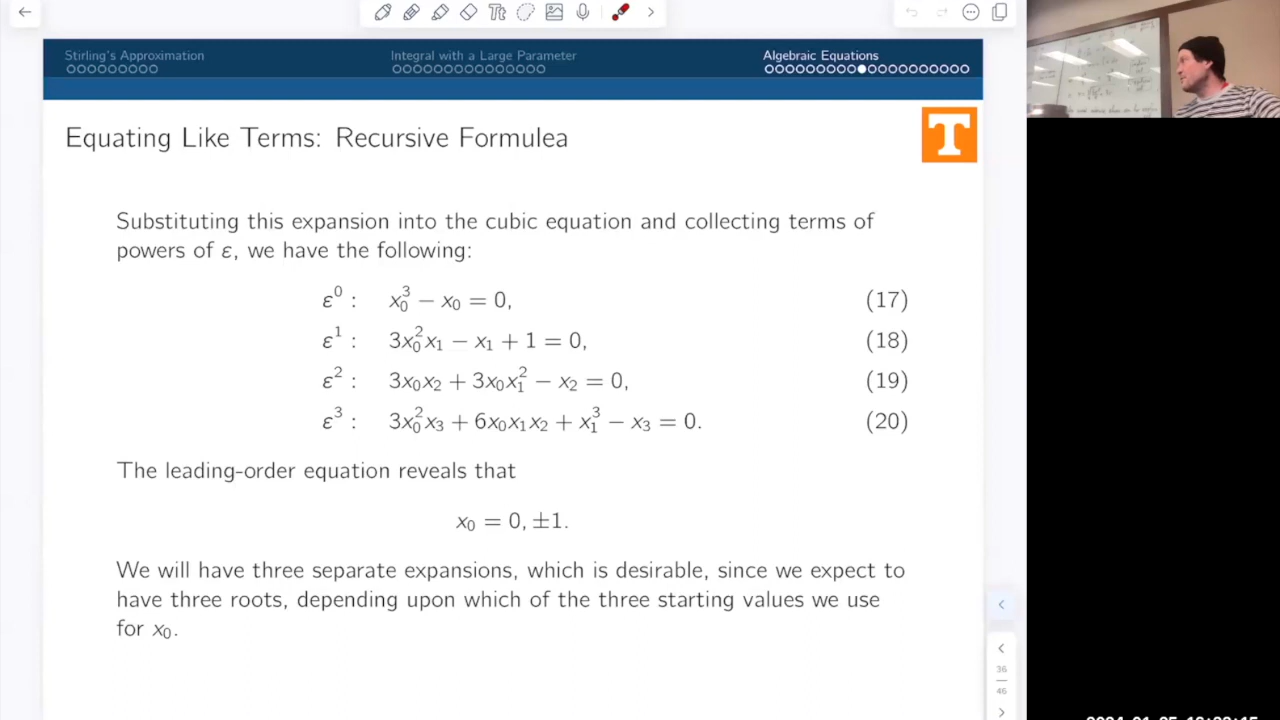 Tt
Stirling's Approximation
Integral with a Large Parameter
Algebraic Equations
Equating Like Terms: Recursive Formulea
T
Substituting this expansion into the cubic equation and collecting terms of
powers of ε, we have the following:
ε⁰ : x₀³ − x₀ = 0, (17)
ε¹ : 3x₀²x₁ − x₁ + 1 = 0, (18)
ε² : 3x₀x₂ + 3x₀x₁² − x₂ = 0, (19)
ε³ : 3x₀²x₃ + 6x₀x₁x₂ + x₁³ − x₃ = 0. (20)
The leading-order equation reveals that
x₀ = 0, ±1.
We will have three separate expansions, which is desirable, since we expect to
have three roots, depending upon which of the three starting values we use
for x₀.
36
46